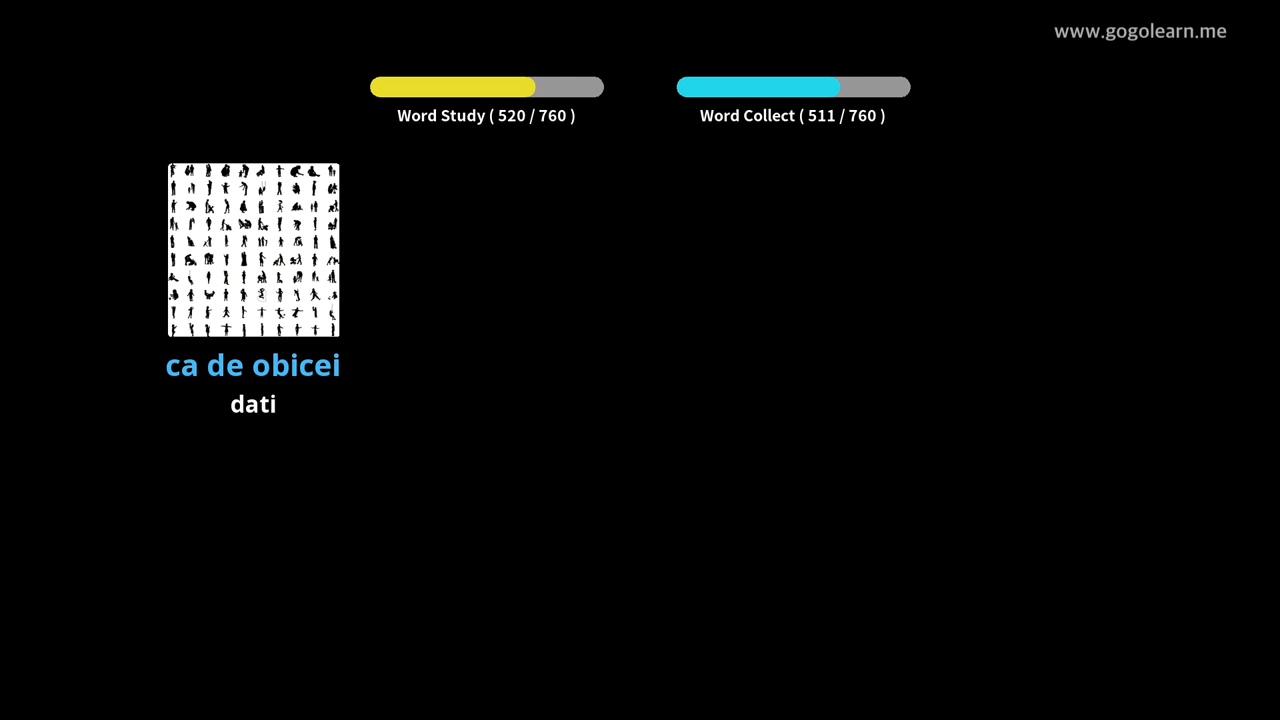 www.gogolearn.me
Word Study ( 520 / 760 )
Word Collect ( 511 / 760 )
ca de obicei
dati